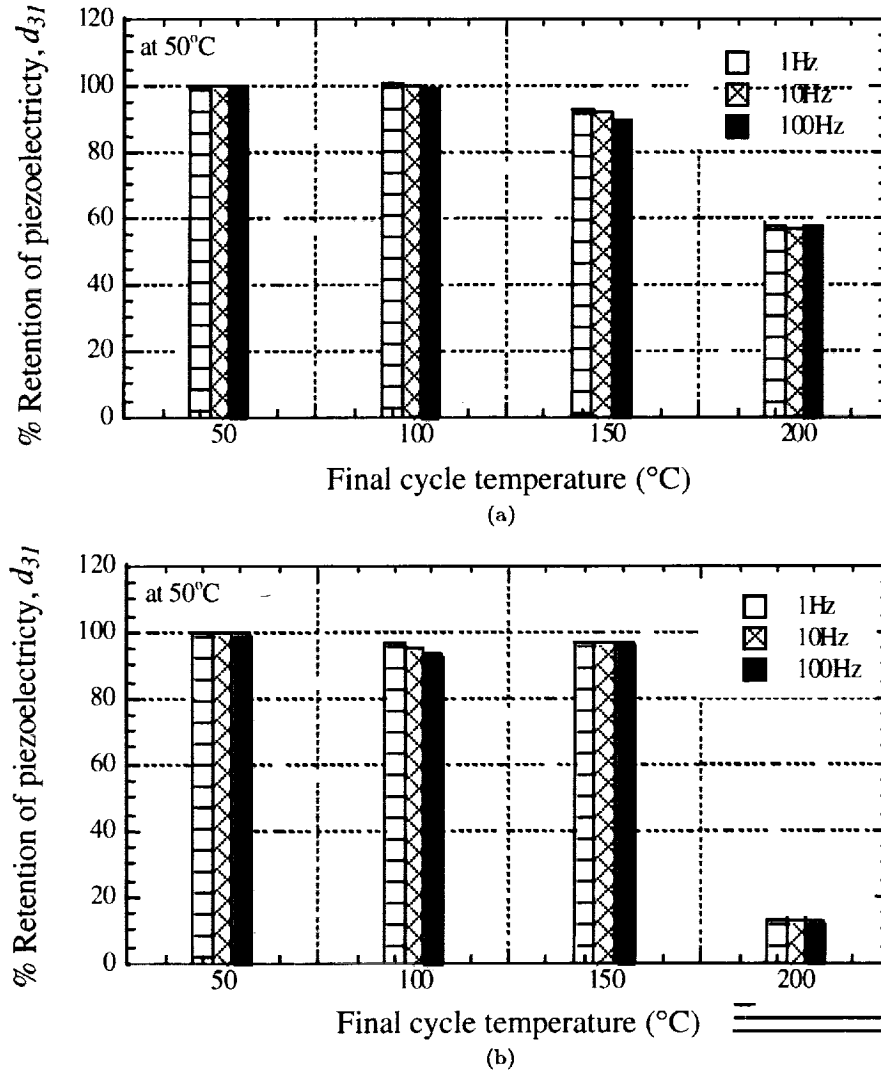 % Retention of piezoelectricty, d31
120
100
80
60
40
20
0
at 50°C
1Hz
10Hz
100Hz
50
100
150
200
Final cycle temperature (°C)
(a)
% Retention of piezoelectricty, d31
120
100
80
60
40
20
0
at 50°C
1Hz
10Hz
100Hz
50
100
150
200
Final cycle temperature (°C)
(b)